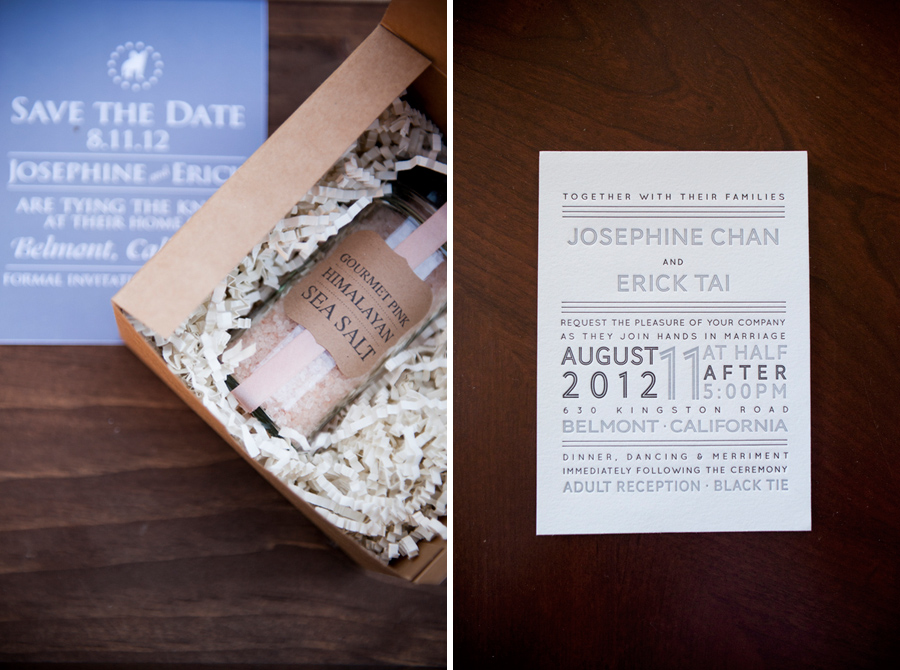 SAVE THE DATE
8.11.12
JOSEPHINE and ERICK
ARE TYING THE
AT THEIR HOME
Belmont,
FORMAL
GOURMET PINK
HIMALAYAN
SEA SALT
TOGETHER WITH THEIR FAMILIES
JOSEPHINE CHAN
AND
ERICK TAI
REQUEST THE PLEASURE OF YOUR COMPANY
AS THEY JOIN HANDS IN MARRIAGE
AUGUST 11 AT HALF
2012 AFTER
5:00PM
630 KINGSTON ROAD
BELMONT · CALIFORNIA
DINNER, DANCING & MERRIMENT
IMMEDIATELY FOLLOWING THE CEREMONY
ADULT RECEPTION · BLACK TIE